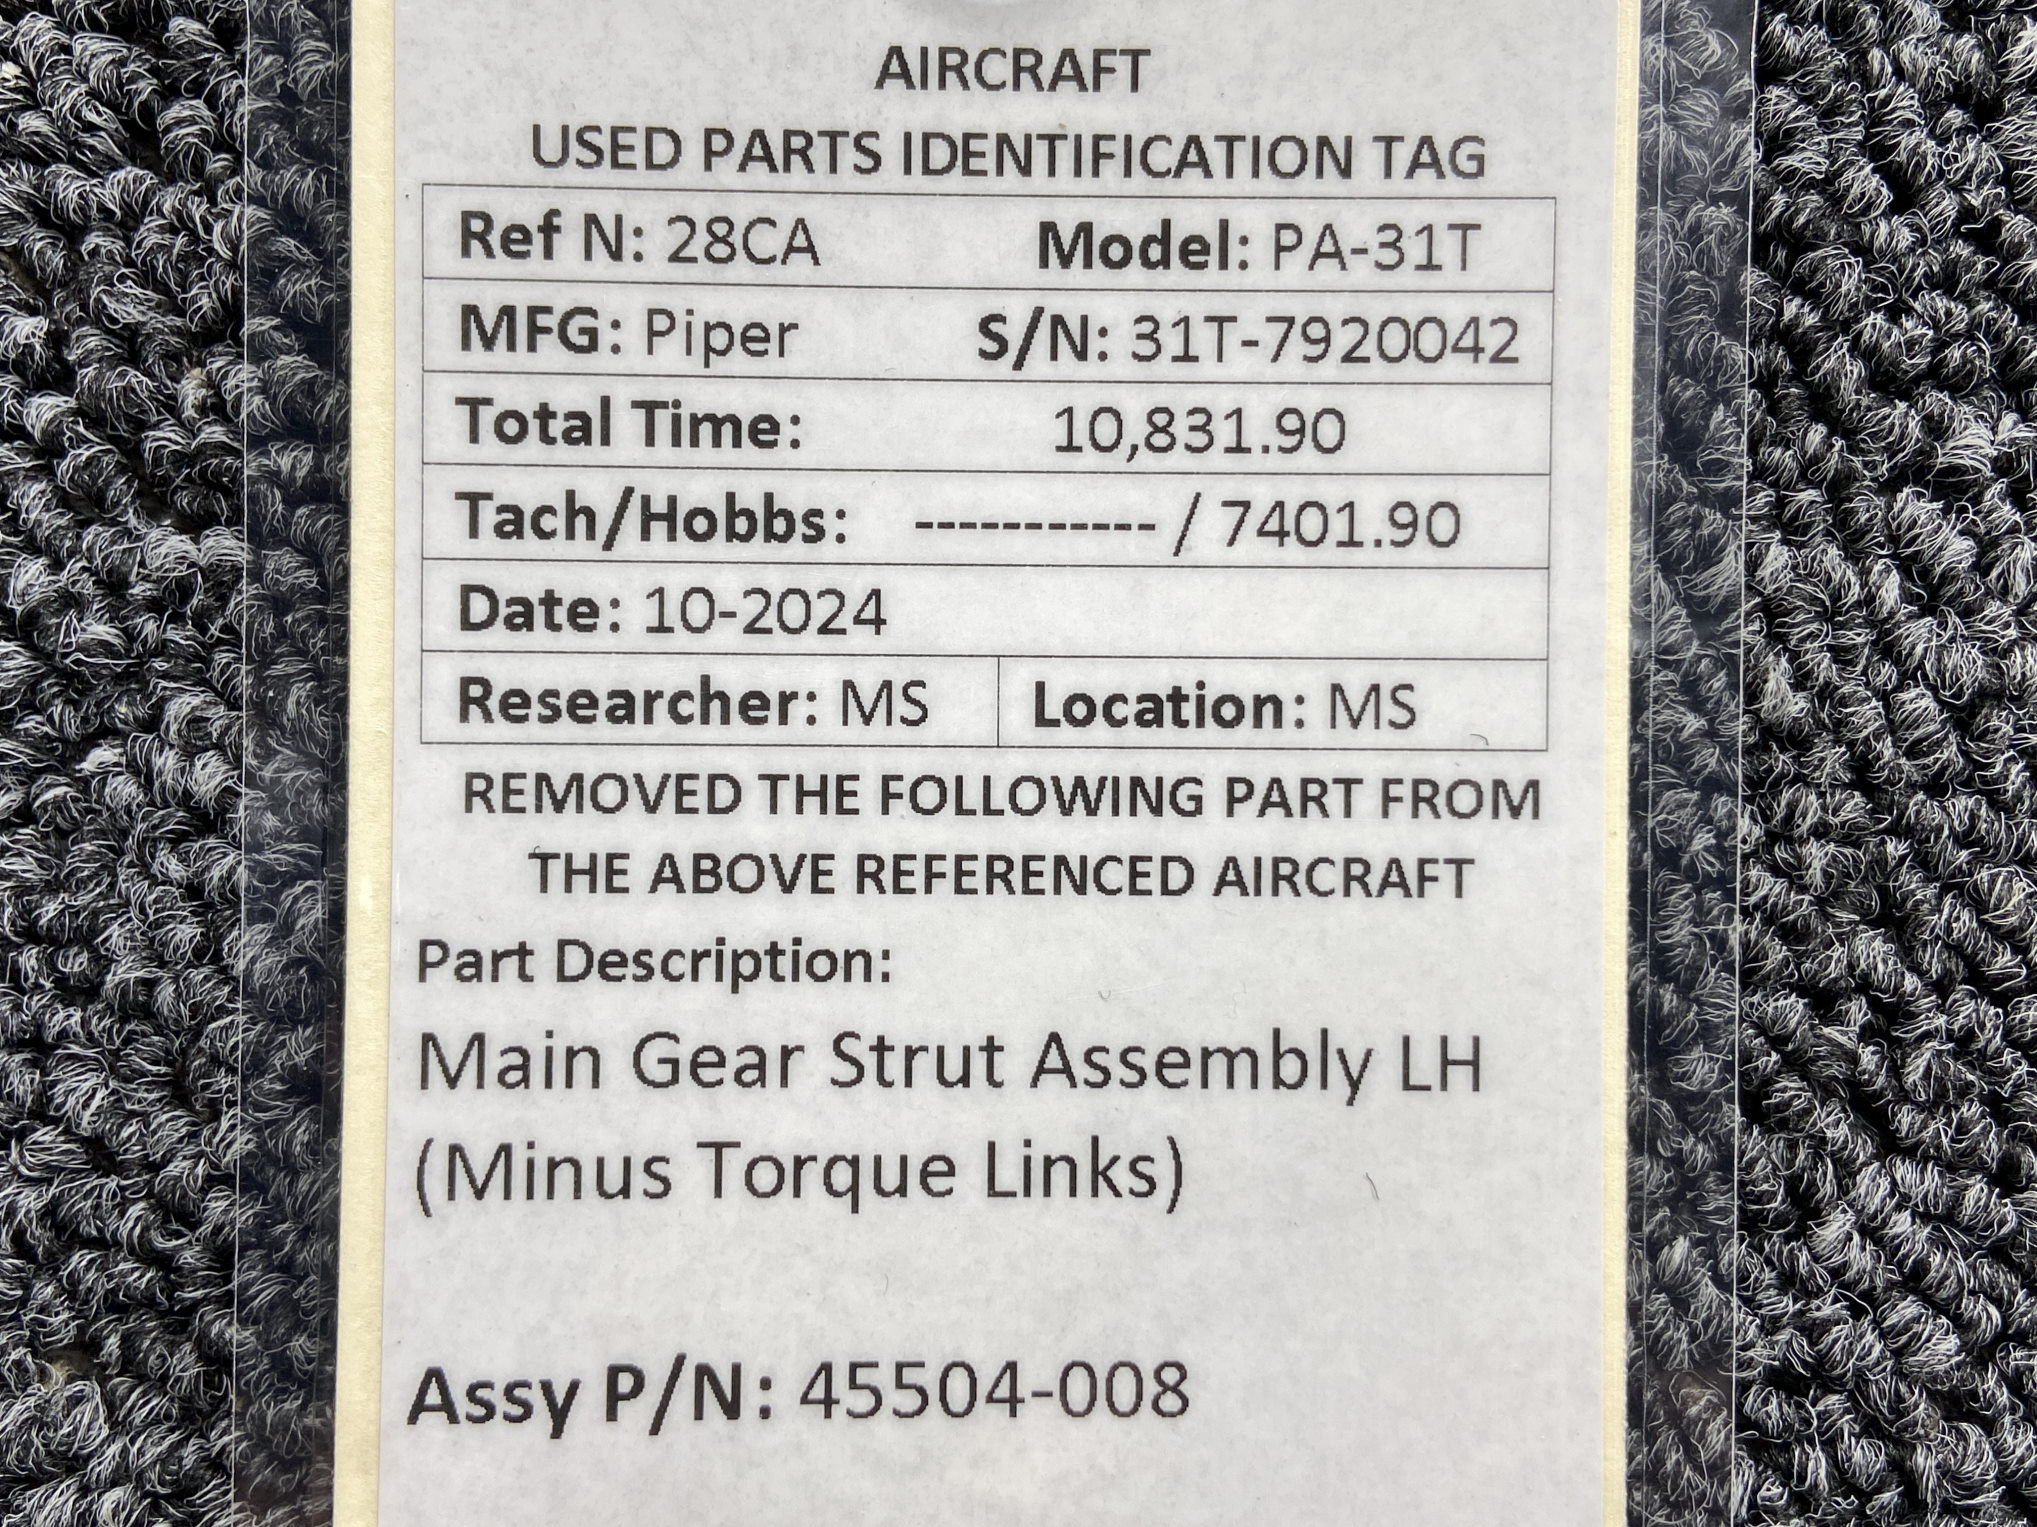 AIRCRAFT
USED PARTS IDENTIFICATION TAG
Ref N: 28CA Model: PA-31T
MFG: Piper S/N: 31T-7920042
Total Time: 10,831.90
Tach/Hobbs: ----------- / 7401.90
Date: 10-2024
Researcher: MS Location: MS
REMOVED THE FOLLOWING PART FROM
THE ABOVE REFERENCED AIRCRAFT
Part Description:
Main Gear Strut Assembly LH
(Minus Torque Links)
Assy P/N: 45504-008